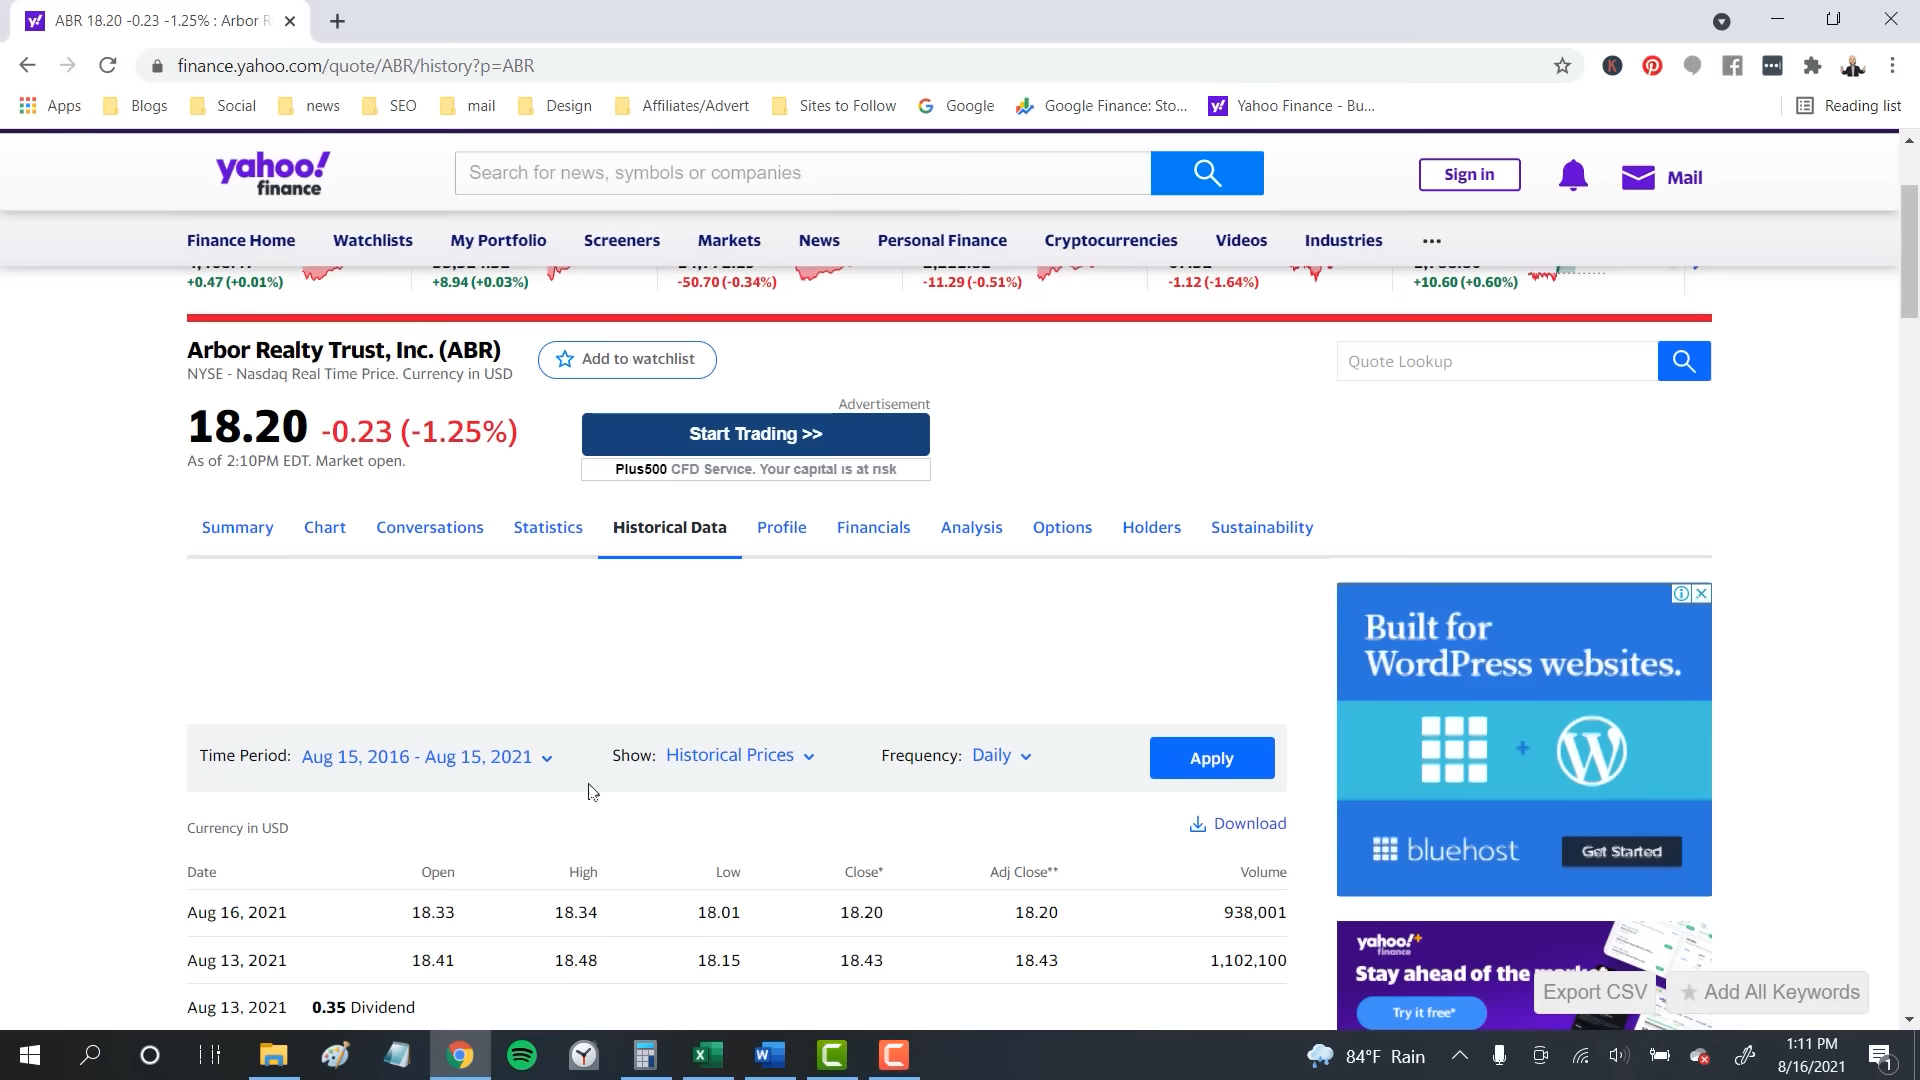 ABR 18.20 -0.23 -1.25% : Arbor R
finance.yahoo.com/quote/ABR/history?p=ABR
Apps Blogs Social news SEO mail Design Affiliates/Advert Sites to Follow Google Google Finance: Sto... Yahoo Finance - Bu... Reading list
yahoo! finance
Search for news, symbols or companies
Sign in
Mail
Finance Home Watchlists My Portfolio Screeners Markets News Personal Finance Cryptocurrencies Videos Industries ...
+0.47 (+0.01%) +8.94 (+0.03%) -50.70 (-0.34%) -11.29 (-0.51%) -1.12 (-1.64%) +10.60 (+0.60%)
Arbor Realty Trust, Inc. (ABR)
NYSE - Nasdaq Real Time Price. Currency in USD
Add to watchlist
Quote Lookup
18.20 -0.23 (-1.25%)
As of 2:10PM EDT. Market open.
Advertisement
Start Trading >>
Plus500 CFD Service. Your capital is at risk
Summary Chart Conversations Statistics Historical Data Profile Financials Analysis Options Holders Sustainability
Time Period: Aug 15, 2016 - Aug 15, 2021 Show: Historical Prices Frequency: Daily Apply
Currency in USD
Download
Date Open High Low Close* Adj Close** Volume
Aug 16, 2021 18.33 18.34 18.01 18.20 18.20 938,001
Aug 13, 2021 18.41 18.48 18.15 18.43 18.43 1,102,100
Aug 13, 2021 0.35 Dividend
Built for
WordPress websites.
bluehost
Get Started
yahoo!+
finance
Stay ahead of the
Try it free*
Export CSV
Add All Keywords
84°F Rain
1:11 PM
8/16/2021
1